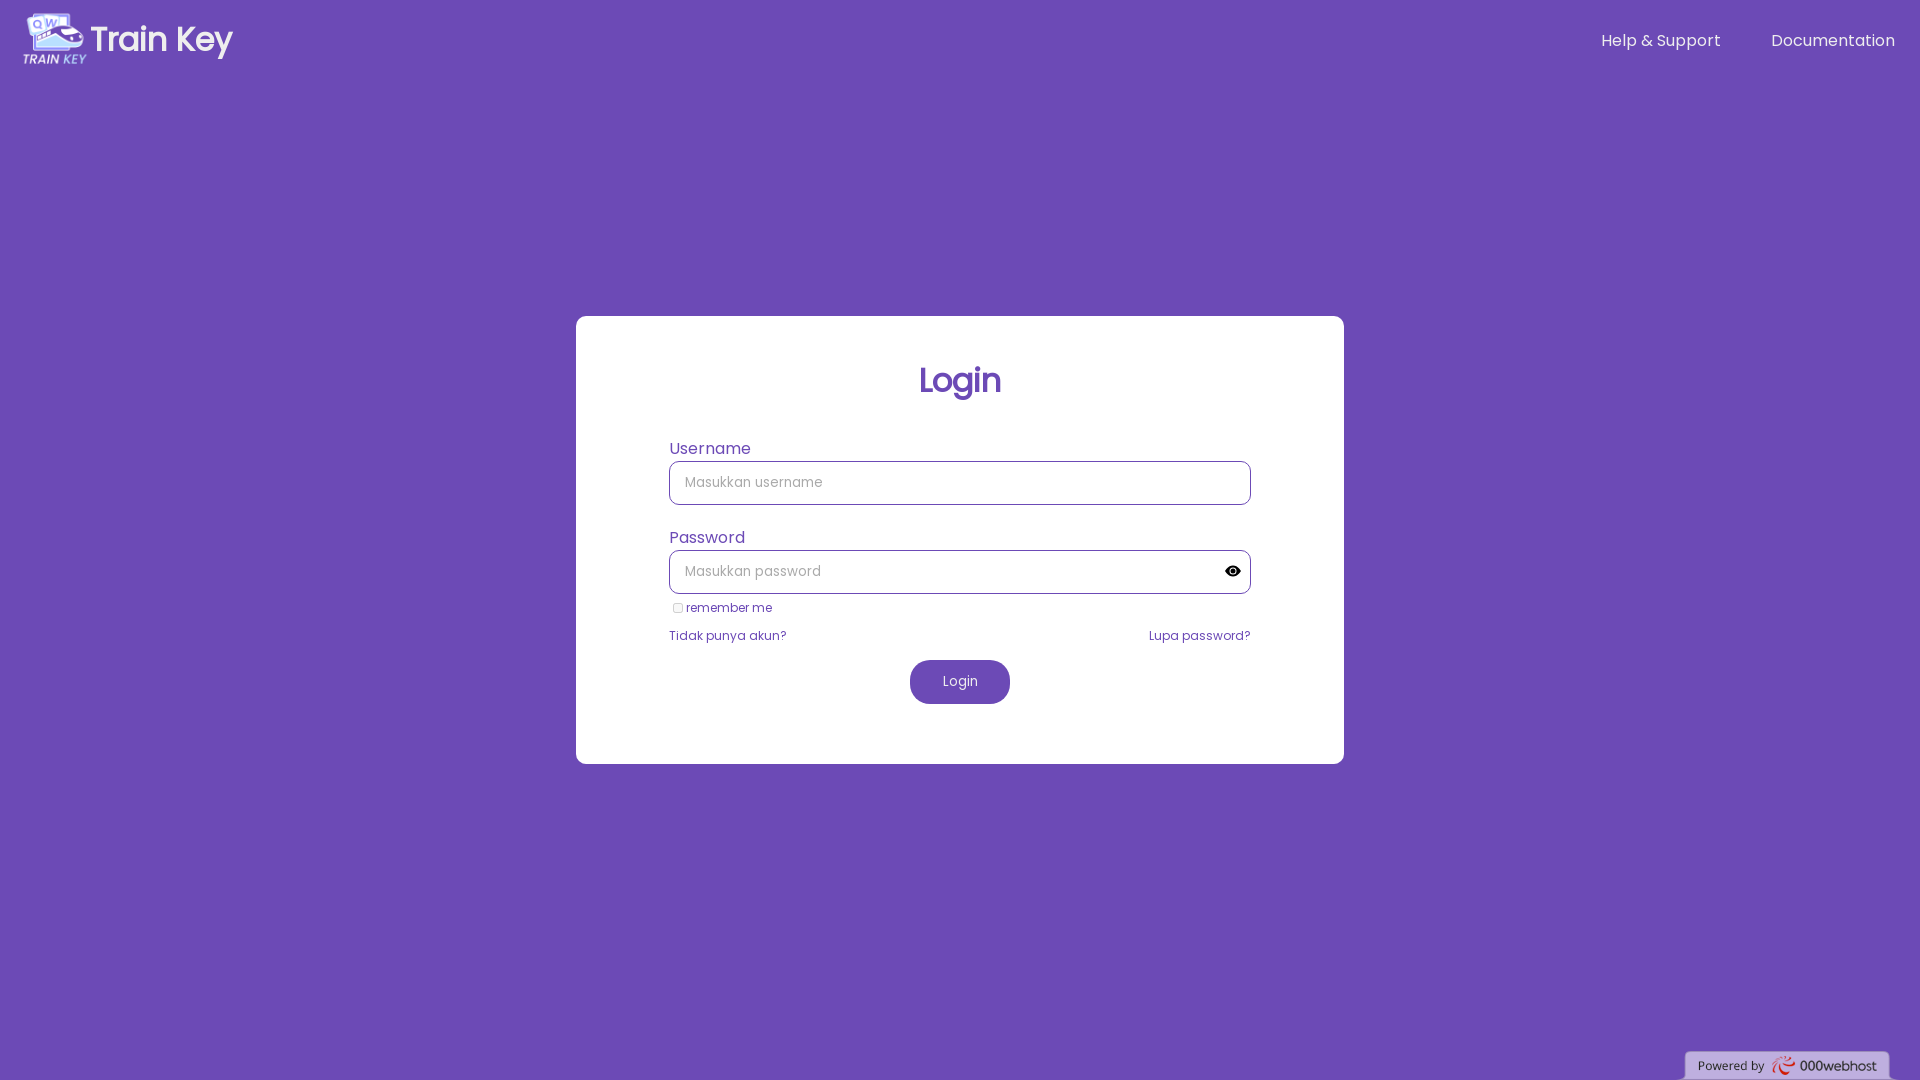 QW
TRAIN KEY
Train Key
Help & Support
Documentation
Login
Username
Masukkan username
Password
Masukkan password
remember me
Tidak punya akun?
Lupa password?
Login
Powered by 000webhost